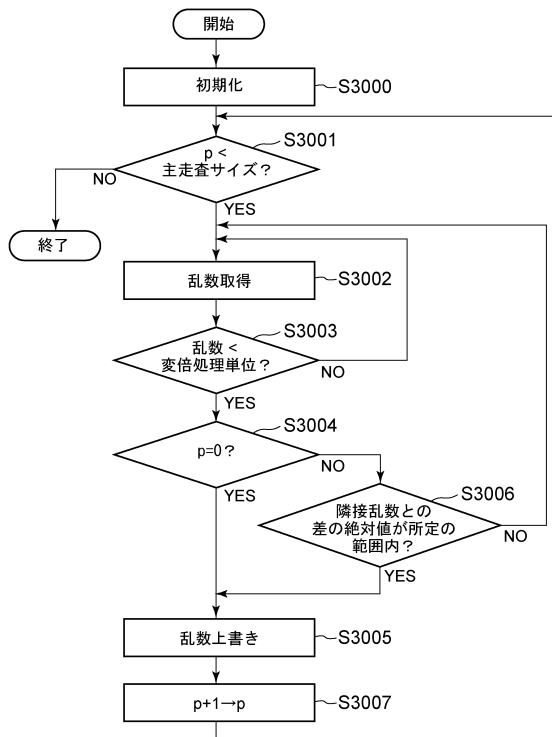 開始
初期化
S3000
S3001
p <
主走査サイズ?
NO
YES
終了
乱数取得
S3002
S3003
乱数 <
変倍処理単位?
NO
YES
S3004
p=0?
NO
YES
S3006
隣接乱数との
差の絶対値が所定の
範囲内?
NO
YES
乱数上書き
S3005
p+1→p
S3007